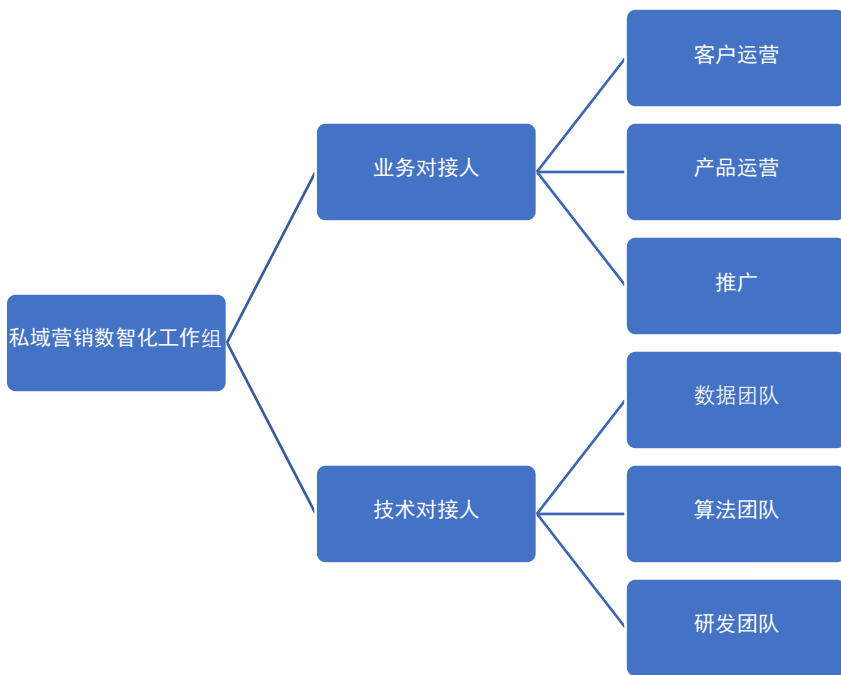 私域营销数智化工作组
业务对接人
客户运营
产品运营
推广
技术对接人
数据团队
算法团队
研发团队